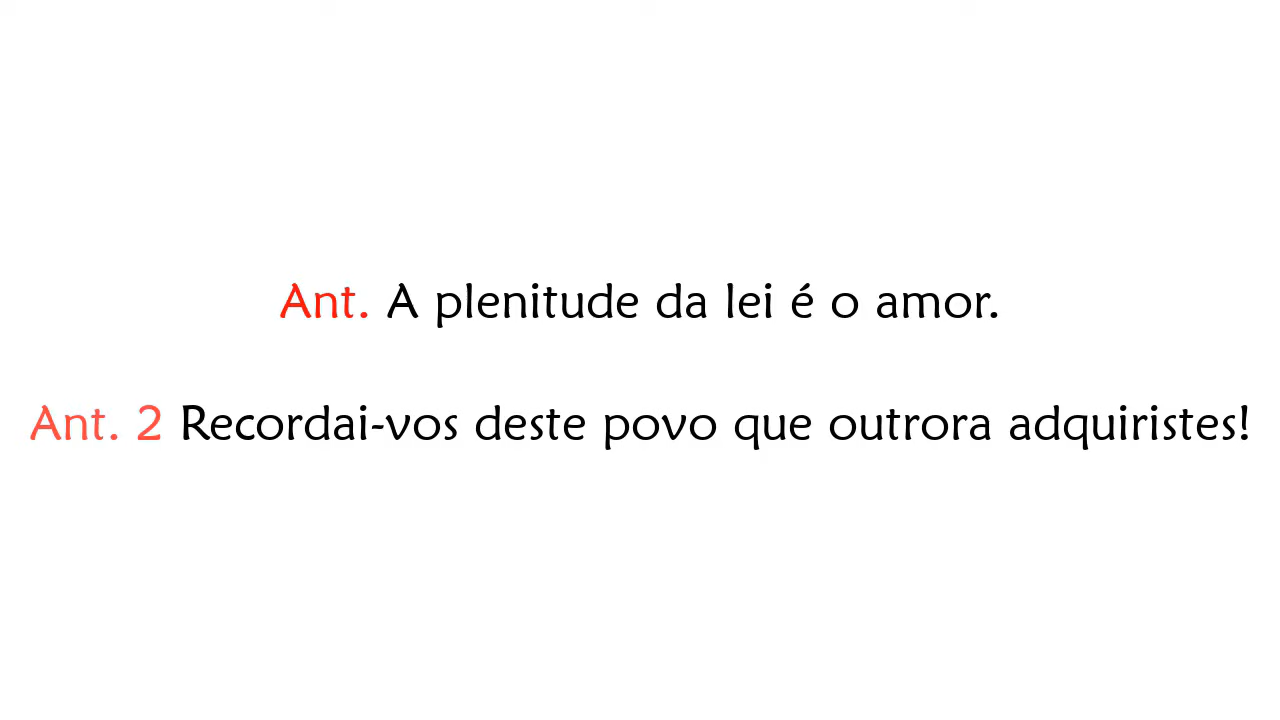 Ant. A plenitude da lei é o amor.
Ant. 2 Recordai-vos deste povo que outrora adquiristes!